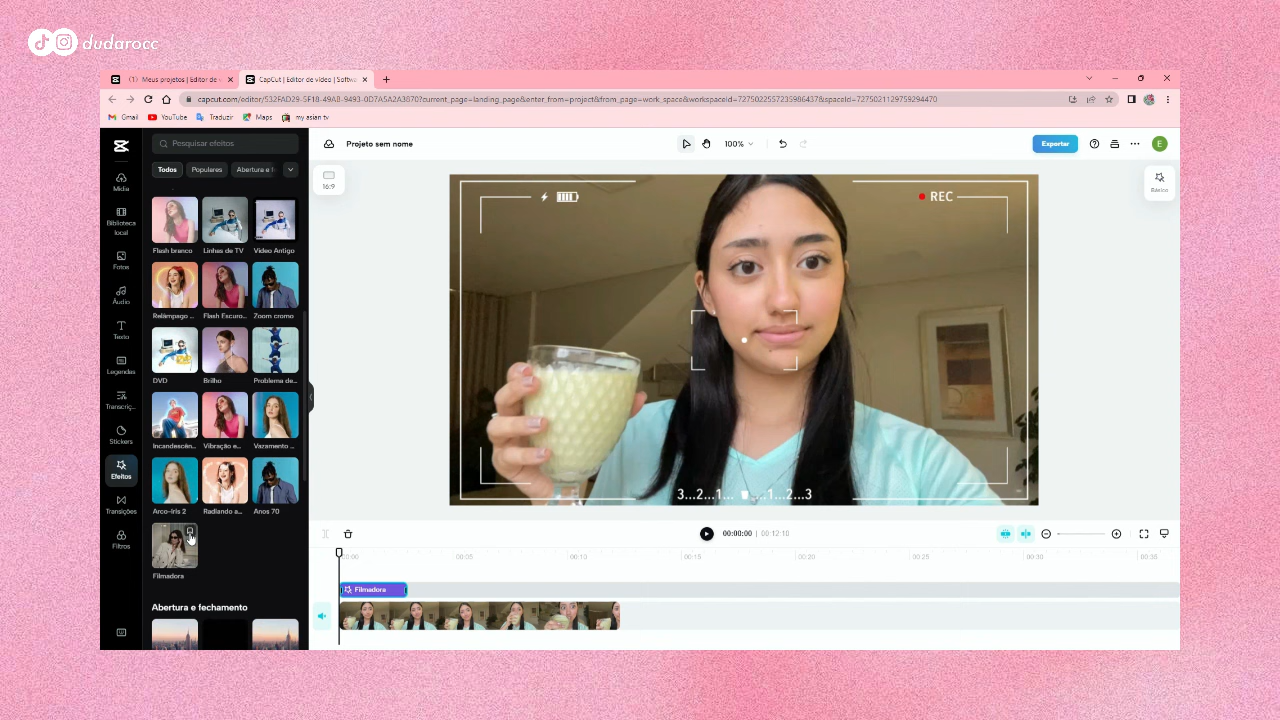 dudarocc
(1) Meus projetos | Editor de v
CapCut | Editor de vídeo | Softwa
capcut.com/editor/532FAD29-5F18-49AB-9493-0D7A5A2A3870?current_page=landing_page&enter_from=project&from_page=work_space&workspaceId=7275022557235986437&spaceId=7275021129759294470
Gmail
YouTube
Traduzir
Maps
my asian tv
Pesquisar efeitos
Projeto sem nome
100%
Exportar
E
Todos
Populares
Abertura e f
16:9
Básico
Mídia
Biblioteca
local
Fotos
Áudio
Texto
Legendas
Transcriç...
Stickers
Efeitos
Transições
Filtros
Flash branco
Linhas de TV
Vídeo Antigo
Relâmpago ...
Flash Escuro...
Zoom cromo
DVD
Brilho
Problema de...
Incandescên...
Vibração e...
Vazamento ...
Arco-íris 2
Radiando a...
Anos 70
Filmadora
Abertura e fechamento
REC
3...2...1... ...1...2...3
00:00:00 | 00:12:10
00:00
00:05
00:10
00:15
00:20
00:25
00:30
00:35
Filmadora